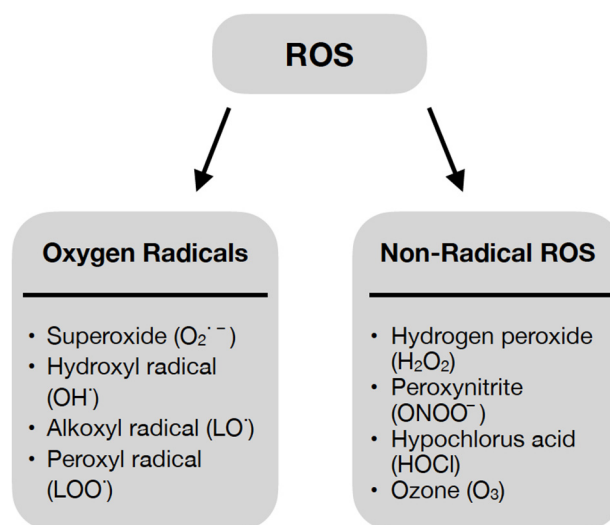 ROS
Oxygen Radicals
• Superoxide (O₂˙⁻)
• Hydroxyl radical
(OH˙)
• Alkoxyl radical (LO˙)
• Peroxyl radical
(LOO˙)
Non-Radical ROS
• Hydrogen peroxide
(H₂O₂)
• Peroxynitrite
(ONOO⁻)
• Hypochlorus acid
(HOCl)
• Ozone (O₃)